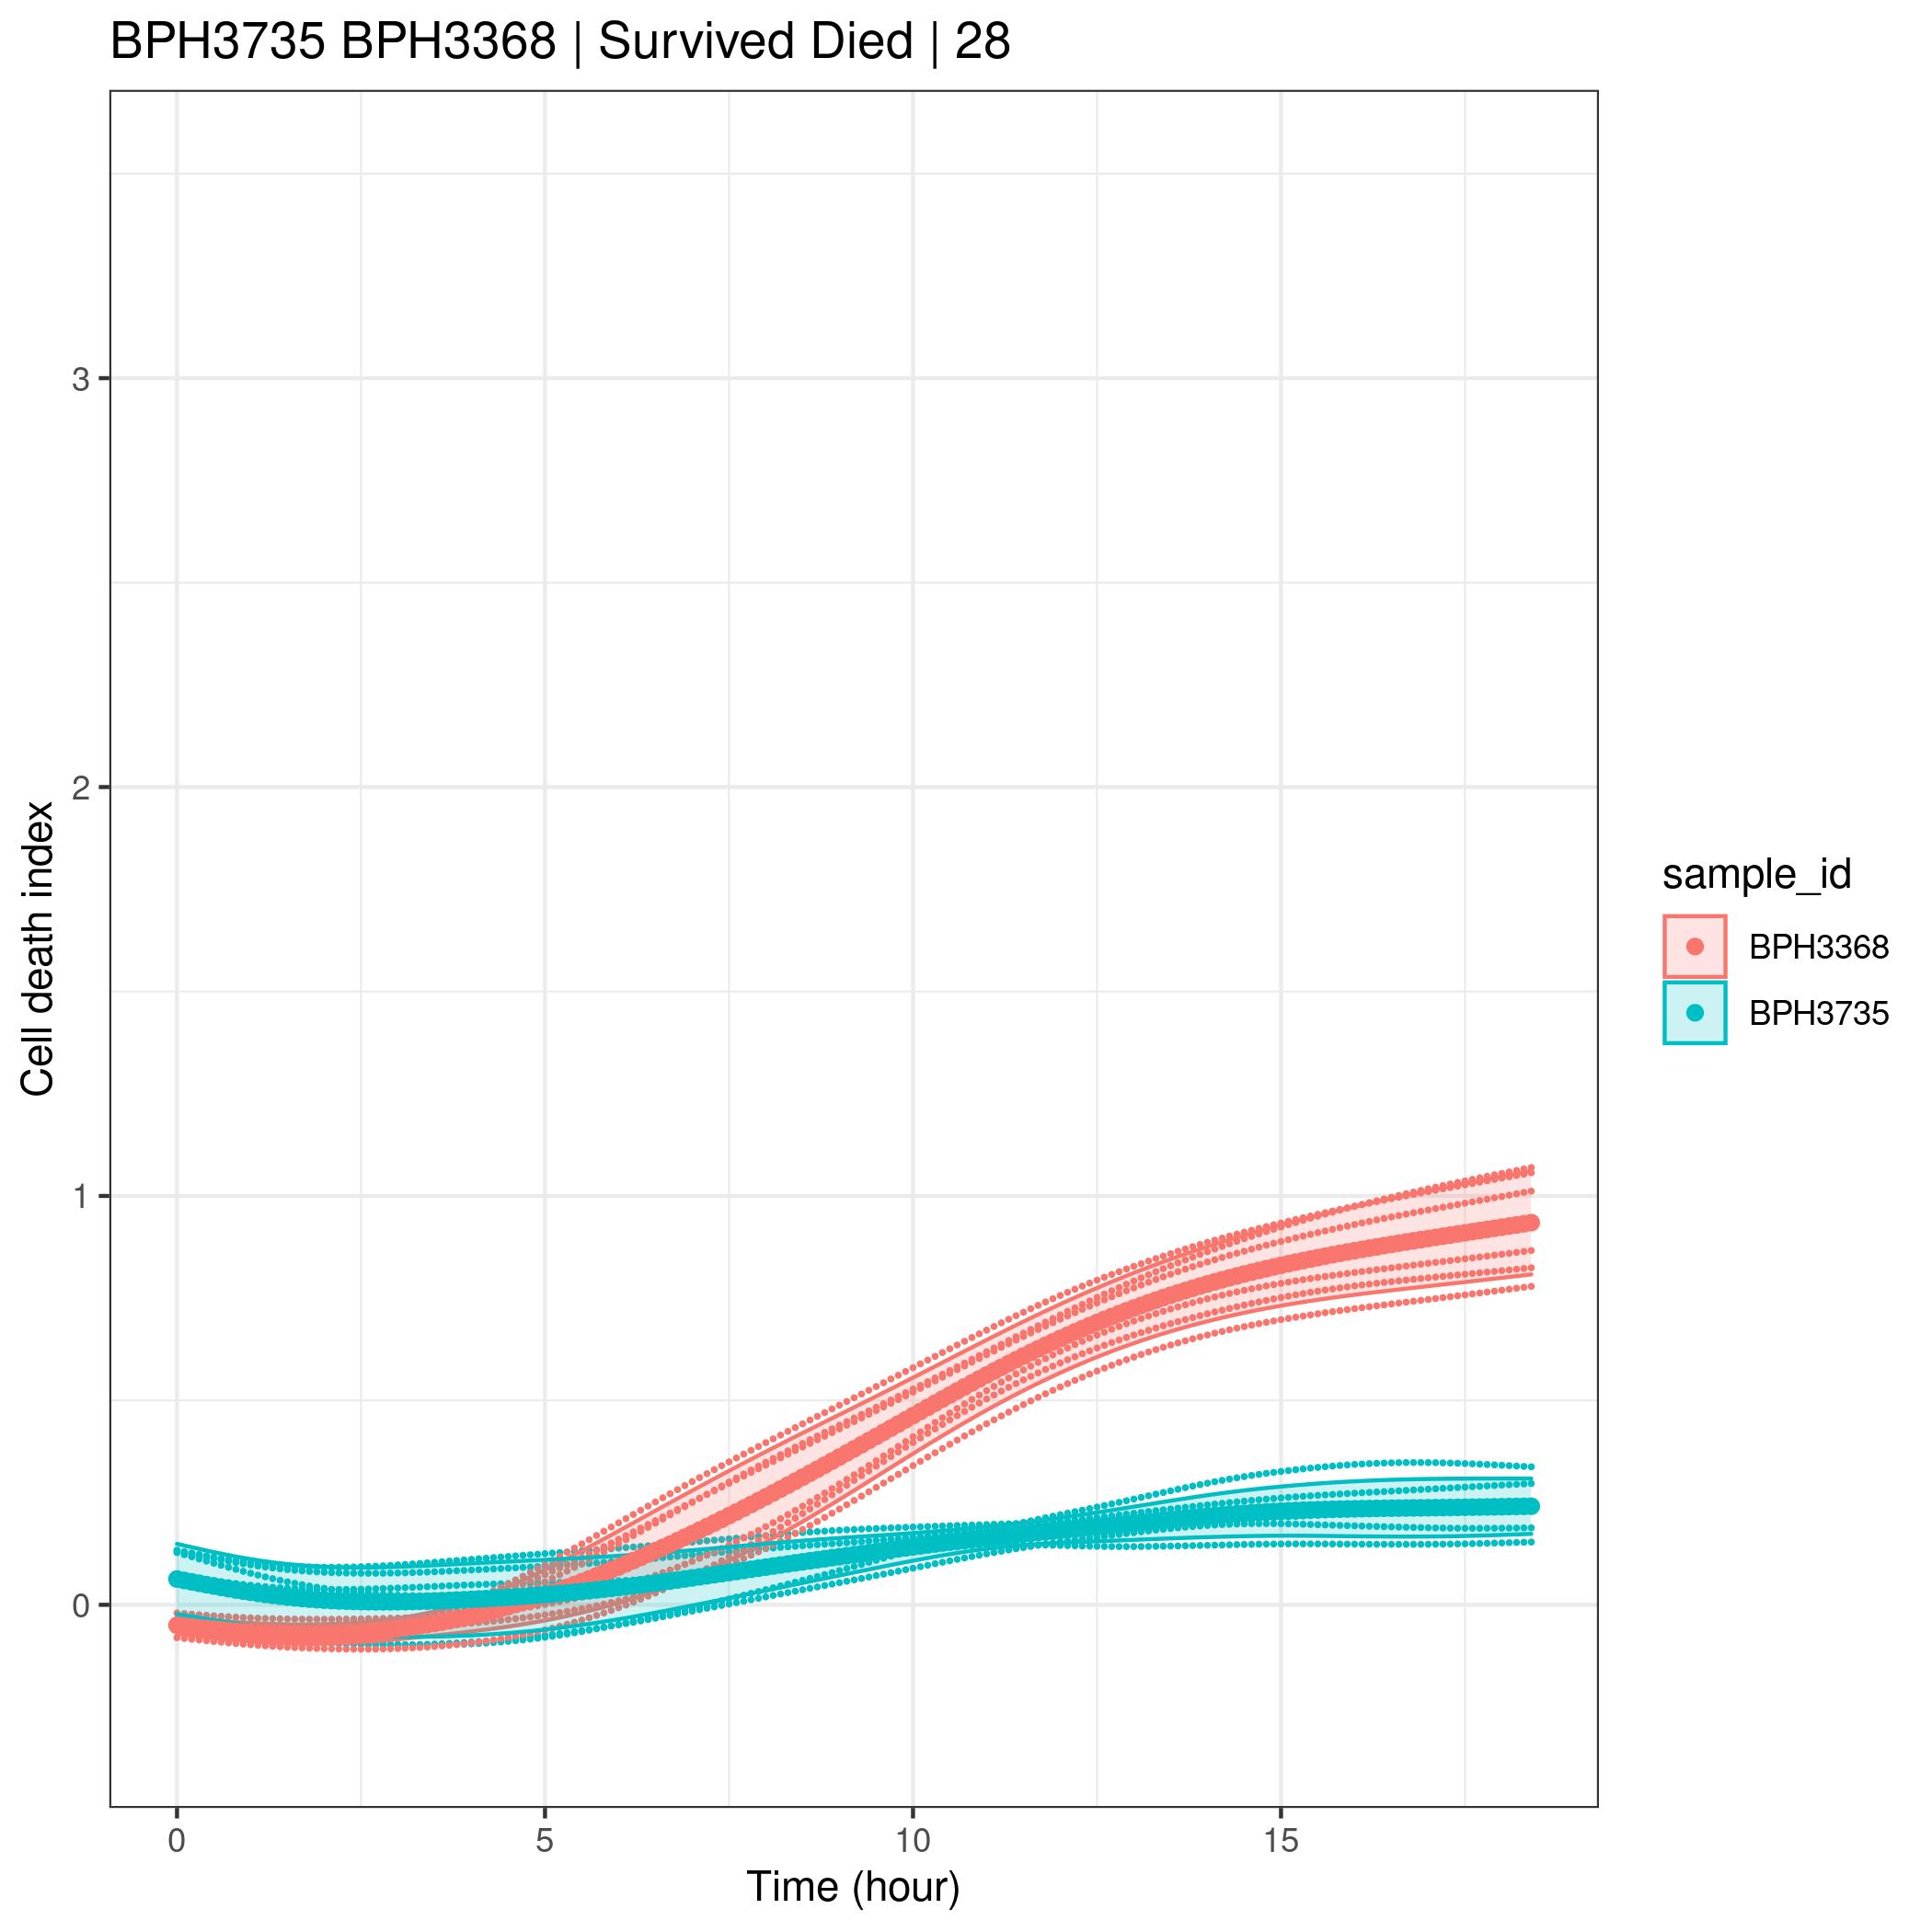 BPH3735 BPH3368 | Survived Died | 28
3
2
1
0
Cell death index
0 5 10 15
Time (hour)
sample_id
BPH3368
BPH3735